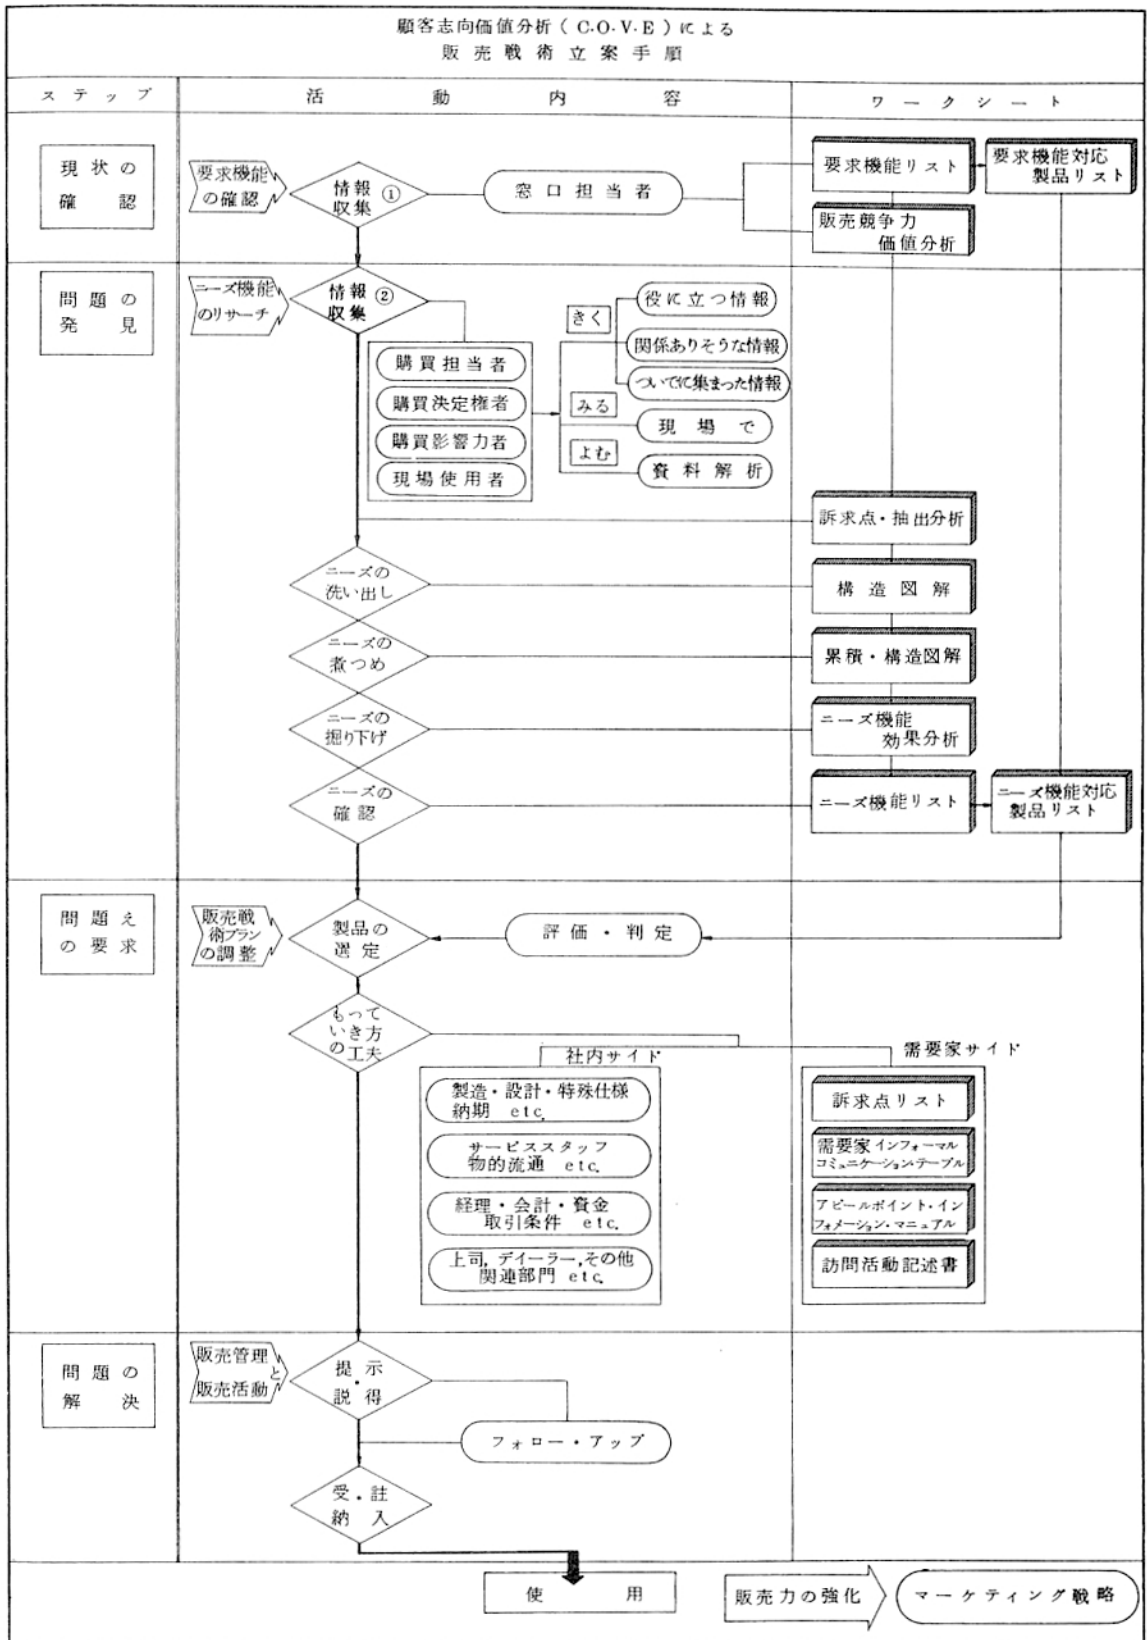 顧客志向価値分析(C.O.V.E)による
販売戦術立案手順
ステップ
活動内容
ワークシート
現状の
確認
要求機能
の確認
情報①
収集
窓口担当者
要求機能リスト
要求機能対応
製品リスト
販売競争力
価値分析
問題の
発見
ニーズ機能
のリサーチ
情報②
収集
購買担当者
購買決定権者
購買影響力者
現場使用者
きく
みる
よむ
役に立つ情報
関係ありそうな情報
ついでに集まった情報
現場で
資料解析
訴求点・抽出分析
ニーズの
洗い出し
構造図解
ニーズの
煮つめ
累積・構造図解
ニーズの
掘り下げ
ニーズ機能
効果分析
ニーズの
確認
ニーズ機能リスト
ニーズ機能対応
製品リスト
問題え
の要求
販売戦
術プラン
の調整
製品の
選定
評価・判定
もって
いき方
の工夫
社内サイド
製造・設計・特殊仕様
納期 etc.
サービススタッフ
物的流通 etc.
経理・会計・資金
取引条件 etc.
上司,デイーラー,その他
関連部門 etc.
需要家サイド
訴求点リスト
需要家インフォーマル
コミュニケーション・テーブル
アピールポイント・イン
フォメーション・マニュアル
訪問活動記述書
問題の
解決
販売管理
と
販売活動
提示
・
説得
フォロー・アップ
受・註
納入
使用
販売力の強化
マーケティング戦略